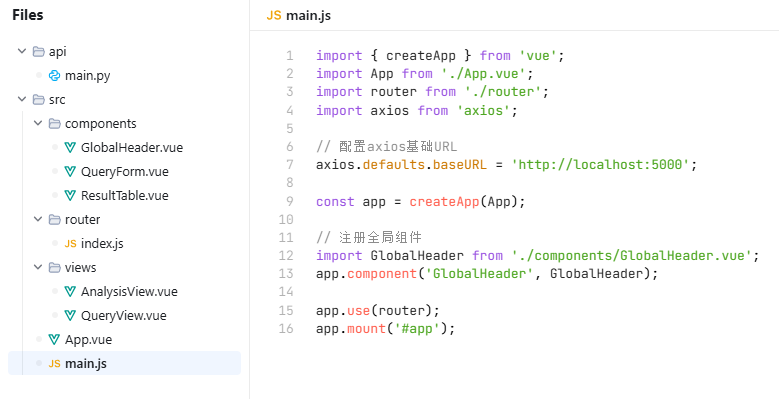 Files
api
main.py
src
components
GlobalHeader.vue
QueryForm.vue
ResultTable.vue
router
JS index.js
views
AnalysisView.vue
QueryView.vue
App.vue
JS main.js
JS main.js
1 import { createApp } from 'vue';
2 import App from './App.vue';
3 import router from './router';
4 import axios from 'axios';
5
6 // 配置axios基础URL
7 axios.defaults.baseURL = 'http://localhost:5000';
8
9 const app = createApp(App);
10
11 // 注册全局组件
12 import GlobalHeader from './components/GlobalHeader.vue';
13 app.component('GlobalHeader', GlobalHeader);
14
15 app.use(router);
16 app.mount('#app');